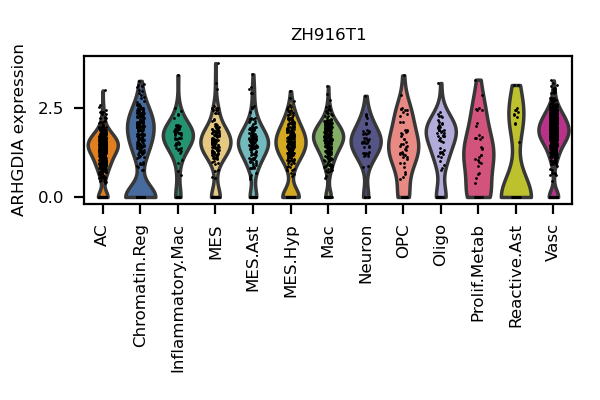 ZH916T1
ARHGDIA expression
2.5
0.0
AC
Chromatin.Reg
Inflammatory.Mac
MES
MES.Ast
MES.Hyp
Mac
Neuron
OPC
Oligo
Prolif.Metab
Reactive.Ast
Vasc